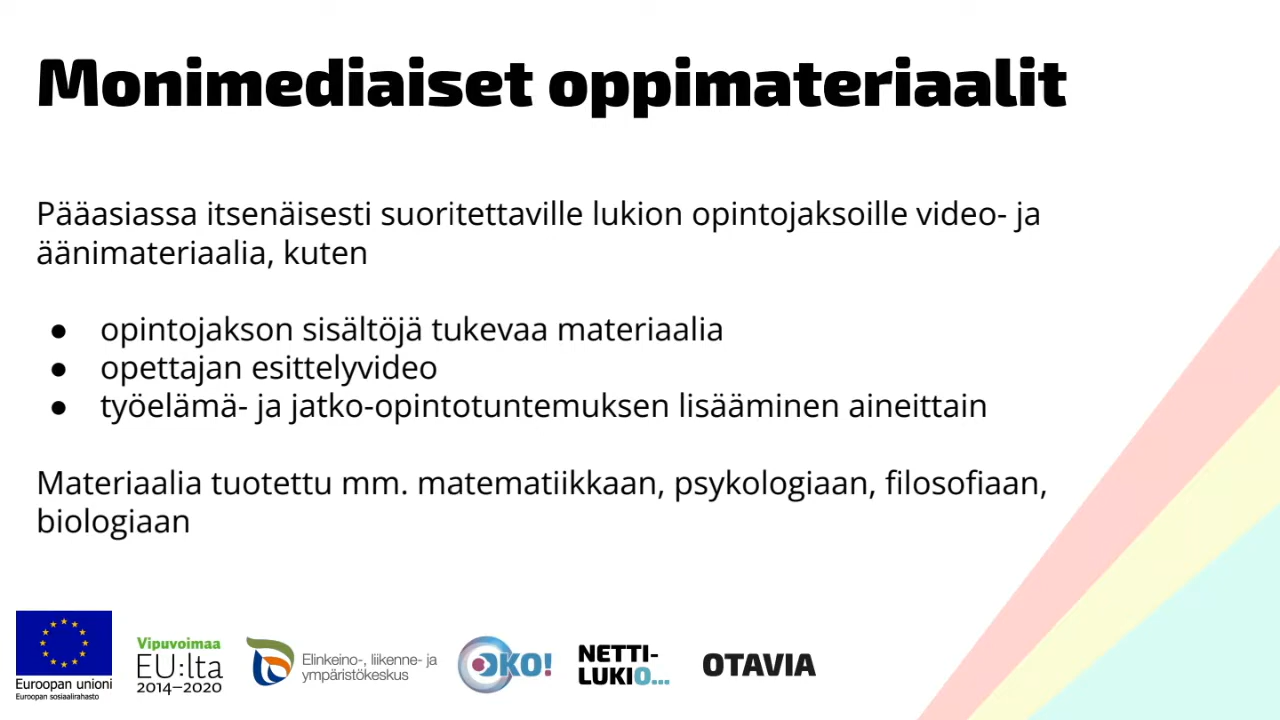 Monimediaiset oppimateriaalit
Pääasiassa itsenäisesti suoritettaville lukion opintojaksoille video- ja
äänimateriaalia, kuten
● opintojakson sisältöjä tukevaa materiaalia
● opettajan esittelyvideo
● työelämä- ja jatko-opintotuntemuksen lisääminen aineittain
Materiaalia tuotettu mm. matematiikkaan, psykologiaan, filosofiaan,
biologiaan
Euroopan unioni
Euroopan sosiaalirahasto
Vipuvoimaa
EU:lta
2014–2020
Elinkeino-, liikenne- ja
ympäristökeskus
OKO!
NETTI-
LUKIO...
OTAVIA